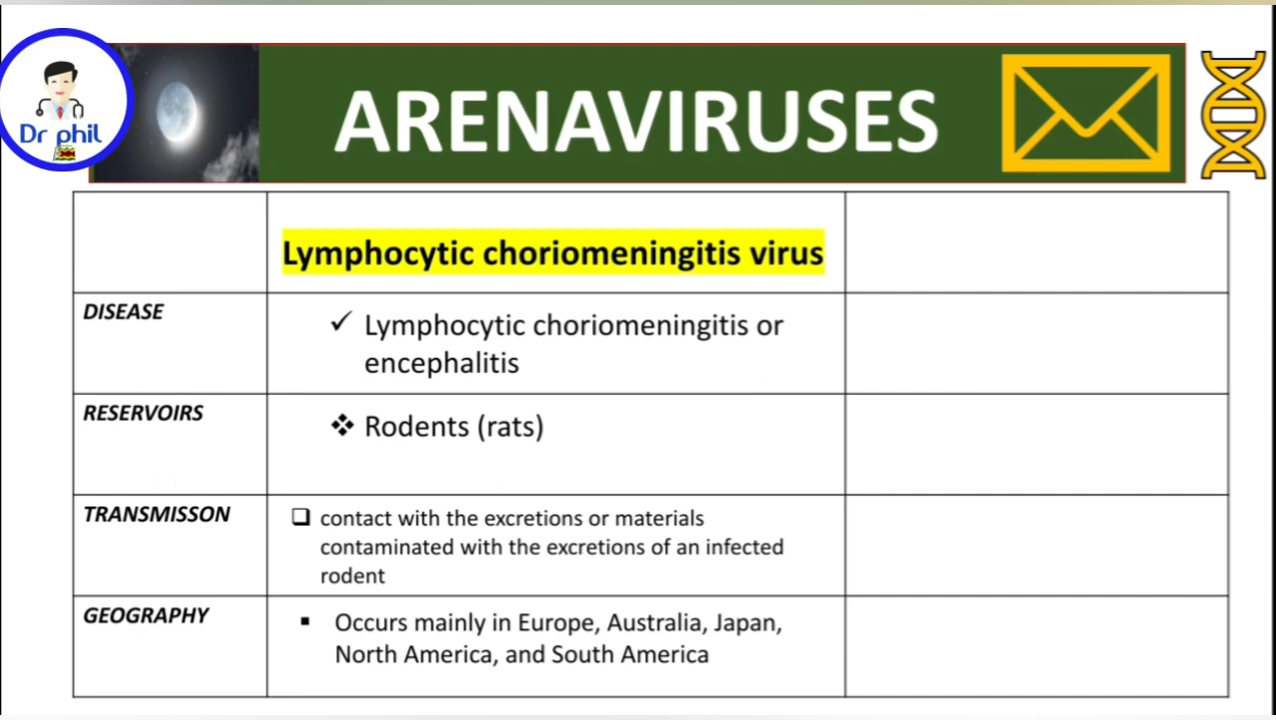 Dr phil
ARENAVIRUSES
Lymphocytic choriomeningitis virus
DISEASE
✓ Lymphocytic choriomeningitis or
encephalitis
RESERVOIRS
❖ Rodents (rats)
TRANSMISSON
❑ contact with the excretions or materials
contaminated with the excretions of an infected
rodent
GEOGRAPHY
▪ Occurs mainly in Europe, Australia, Japan,
North America, and South America